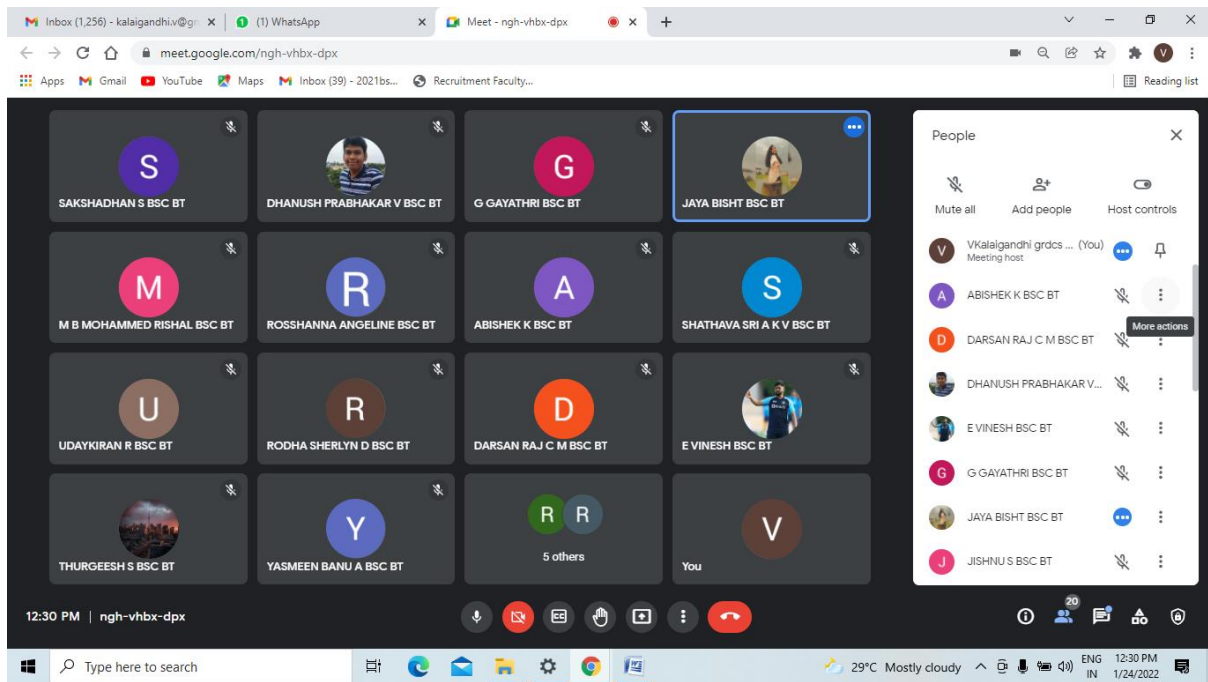 Inbox (1,256) - kalaigandhi.v@gr
(1) WhatsApp
Meet - ngh-vhbx-dpx
meet.google.com/ngh-vhbx-dpx
V
Apps
Gmail
YouTube
Maps
Inbox (39) - 2021bs...
Recruitment Faculty...
Reading list
S
SAKSHADHAN S BSC BT
DHANUSH PRABHAKAR V BSC BT
G
G GAYATHRI BSC BT
JAYA BISHT BSC BT
M
M B MOHAMMED RISHAL BSC BT
R
ROSSHANNA ANGELINE BSC BT
A
ABISHEK K BSC BT
S
SHATHAVA SRI A K V BSC BT
U
UDAYKIRAN R BSC BT
R
RODHA SHERLYN D BSC BT
D
DARSAN RAJ C M BSC BT
E VINESH BSC BT
THURGEESH S BSC BT
Y
YASMEEN BANU A BSC BT
R R
5 others
V
You
People
Mute all
Add people
Host controls
V
VKalaigandhi grdcs ... (You)
Meeting host
A
ABISHEK K BSC BT
More actions
D
DARSAN RAJ C M BSC BT
DHANUSH PRABHAKAR V...
E VINESH BSC BT
G
G GAYATHRI BSC BT
JAYA BISHT BSC BT
J
JISHNU S BSC BT
12:30 PM | ngh-vhbx-dpx
CC
20
Type here to search
29°C Mostly cloudy
ENG
IN
12:30 PM
1/24/2022